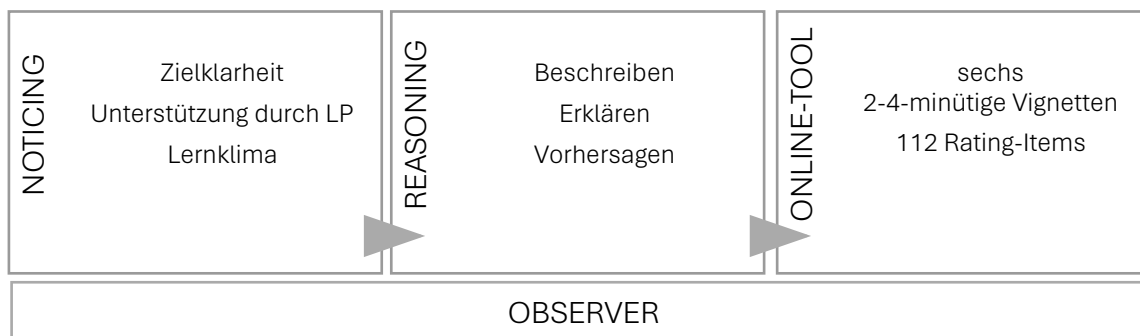 NOTICING
Zielklarheit
Unterstützung durch LP
Lernklima
REASONING
Beschreiben
Erklären
Vorhersagen
ONLINE-TOOL
sechs
2-4-minütige Vignetten
112 Rating-Items
OBSERVER